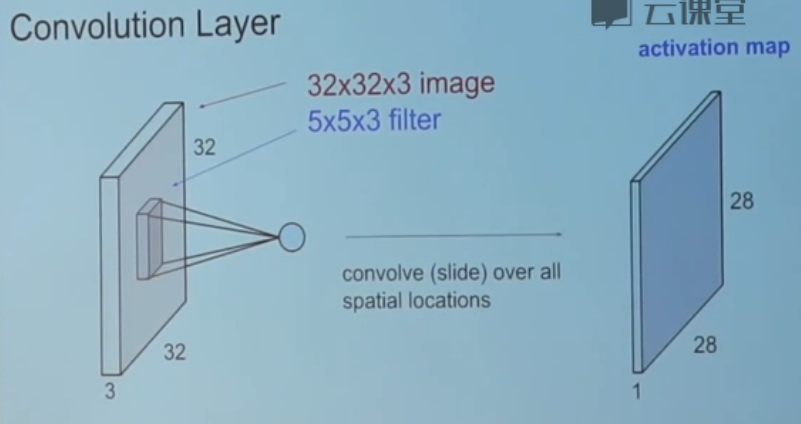 云课堂
Convolution Layer
activation map
32x32x3 image
5x5x3 filter
32
28
convolve (slide) over all
spatial locations
32
28
3
1